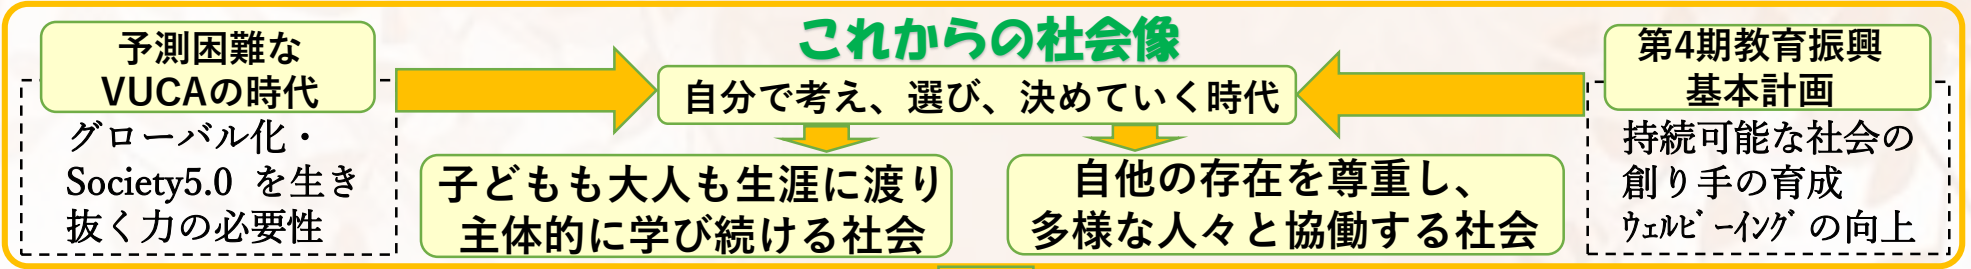 これからの社会像
予測困難な
VUCAの時代
グローバル化・
Society5.0 を生き
抜く力の必要性
自分で考え、選び、決めていく時代
子どもも大人も生涯に渡り
主体的に学び続ける社会
自他の存在を尊重し、
多様な人々と協働する社会
第4期教育振興
基本計画
持続可能な社会の
創り手の育成
ウェルビーイングの向上